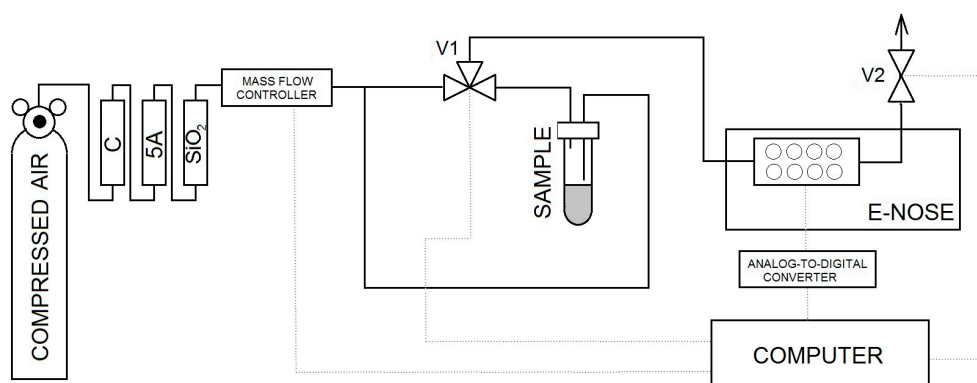 COMPRESSED AIR
C
5A
SiO₂
MASS FLOW
CONTROLLER
V1
SAMPLE
V2
E-NOSE
ANALOG-TO-DIGITAL
CONVERTER
COMPUTER